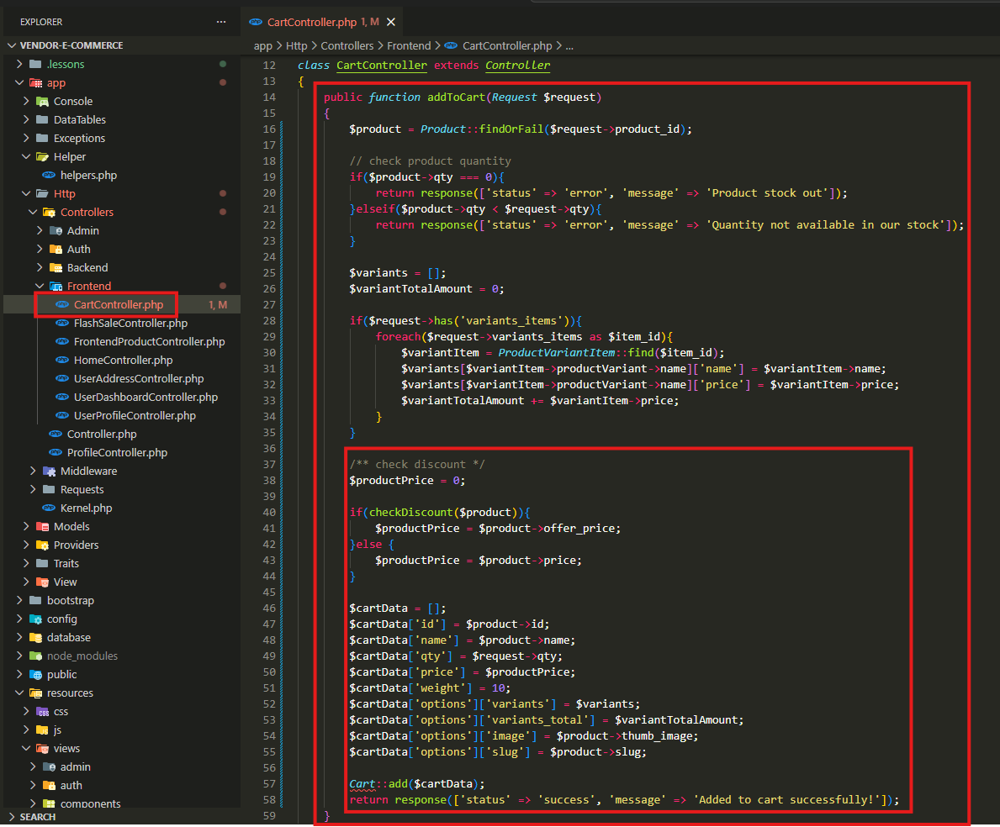 EXPLORER
···
CartController.php 1, M
VENDOR-E-COMMERCE
app > Http > Controllers > Frontend > CartController.php > ...
.lessons
app
Console
DataTables
Exceptions
Helper
helpers.php
Http
Controllers
Admin
Auth
Backend
Frontend
CartController.php 1, M
FlashSaleController.php
FrontendProductController.php
HomeController.php
UserAddressController.php
UserDashboardController.php
UserProfileController.php
Controller.php
ProfileController.php
Middleware
Requests
Kernel.php
Models
Providers
Traits
View
bootstrap
config
database
node_modules
public
resources
css
js
views
admin
auth
components
SEARCH
12 class CartController extends Controller
13 {
14 public function addToCart(Request $request)
15 {
16 $product = Product::findOrFail($request->product_id);
17
18 // check product quantity
19 if($product->qty === 0){
20 return response(['status' => 'error', 'message' => 'Product stock out']);
21 }elseif($product->qty < $request->qty){
22 return response(['status' => 'error', 'message' => 'Quantity not available in our stock']);
23 }
24
25 $variants = [];
26 $variantTotalAmount = 0;
27
28 if($request->has('variants_items')){
29 foreach($request->variants_items as $item_id){
30 $variantItem = ProductVariantItem::find($item_id);
31 $variants[$variantItem->productVariant->name]['name'] = $variantItem->name;
32 $variants[$variantItem->productVariant->name]['price'] = $variantItem->price;
33 $variantTotalAmount += $variantItem->price;
34 }
35 }
36
37 /** check discount */
38 $productPrice = 0;
39
40 if(checkDiscount($product)){
41 $productPrice = $product->offer_price;
42 }else {
43 $productPrice = $product->price;
44 }
45
46 $cartData = [];
47 $cartData['id'] = $product->id;
48 $cartData['name'] = $product->name;
49 $cartData['qty'] = $request->qty;
50 $cartData['price'] = $productPrice;
51 $cartData['weight'] = 10;
52 $cartData['options']['variants'] = $variants;
53 $cartData['options']['variants_total'] = $variantTotalAmount;
54 $cartData['options']['image'] = $product->thumb_image;
55 $cartData['options']['slug'] = $product->slug;
56
57 Cart::add($cartData);
58 return response(['status' => 'success', 'message' => 'Added to cart successfully!']);
59 }